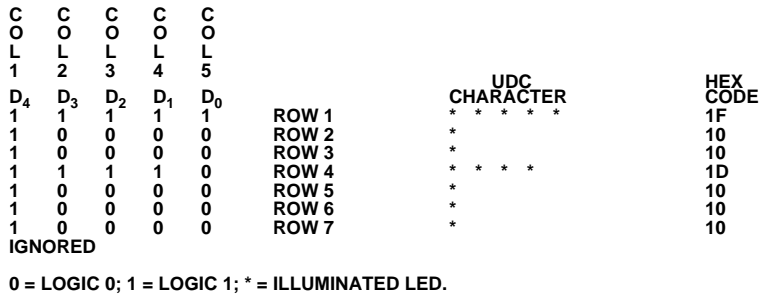 C C C C C
O O O O O
L L L L L
1 2 3 4 5
UDC HEX
D4 D3 D2 D1 D0 CHARACTER CODE
1 1 1 1 1 ROW 1 * * * * * 1F
1 0 0 0 0 ROW 2 * 10
1 0 0 0 0 ROW 3 * 10
1 1 1 1 0 ROW 4 * * * * 1D
1 0 0 0 0 ROW 5 * 10
1 0 0 0 0 ROW 6 * 10
1 0 0 0 0 ROW 7 * 10
IGNORED
0 = LOGIC 0; 1 = LOGIC 1; * = ILLUMINATED LED.